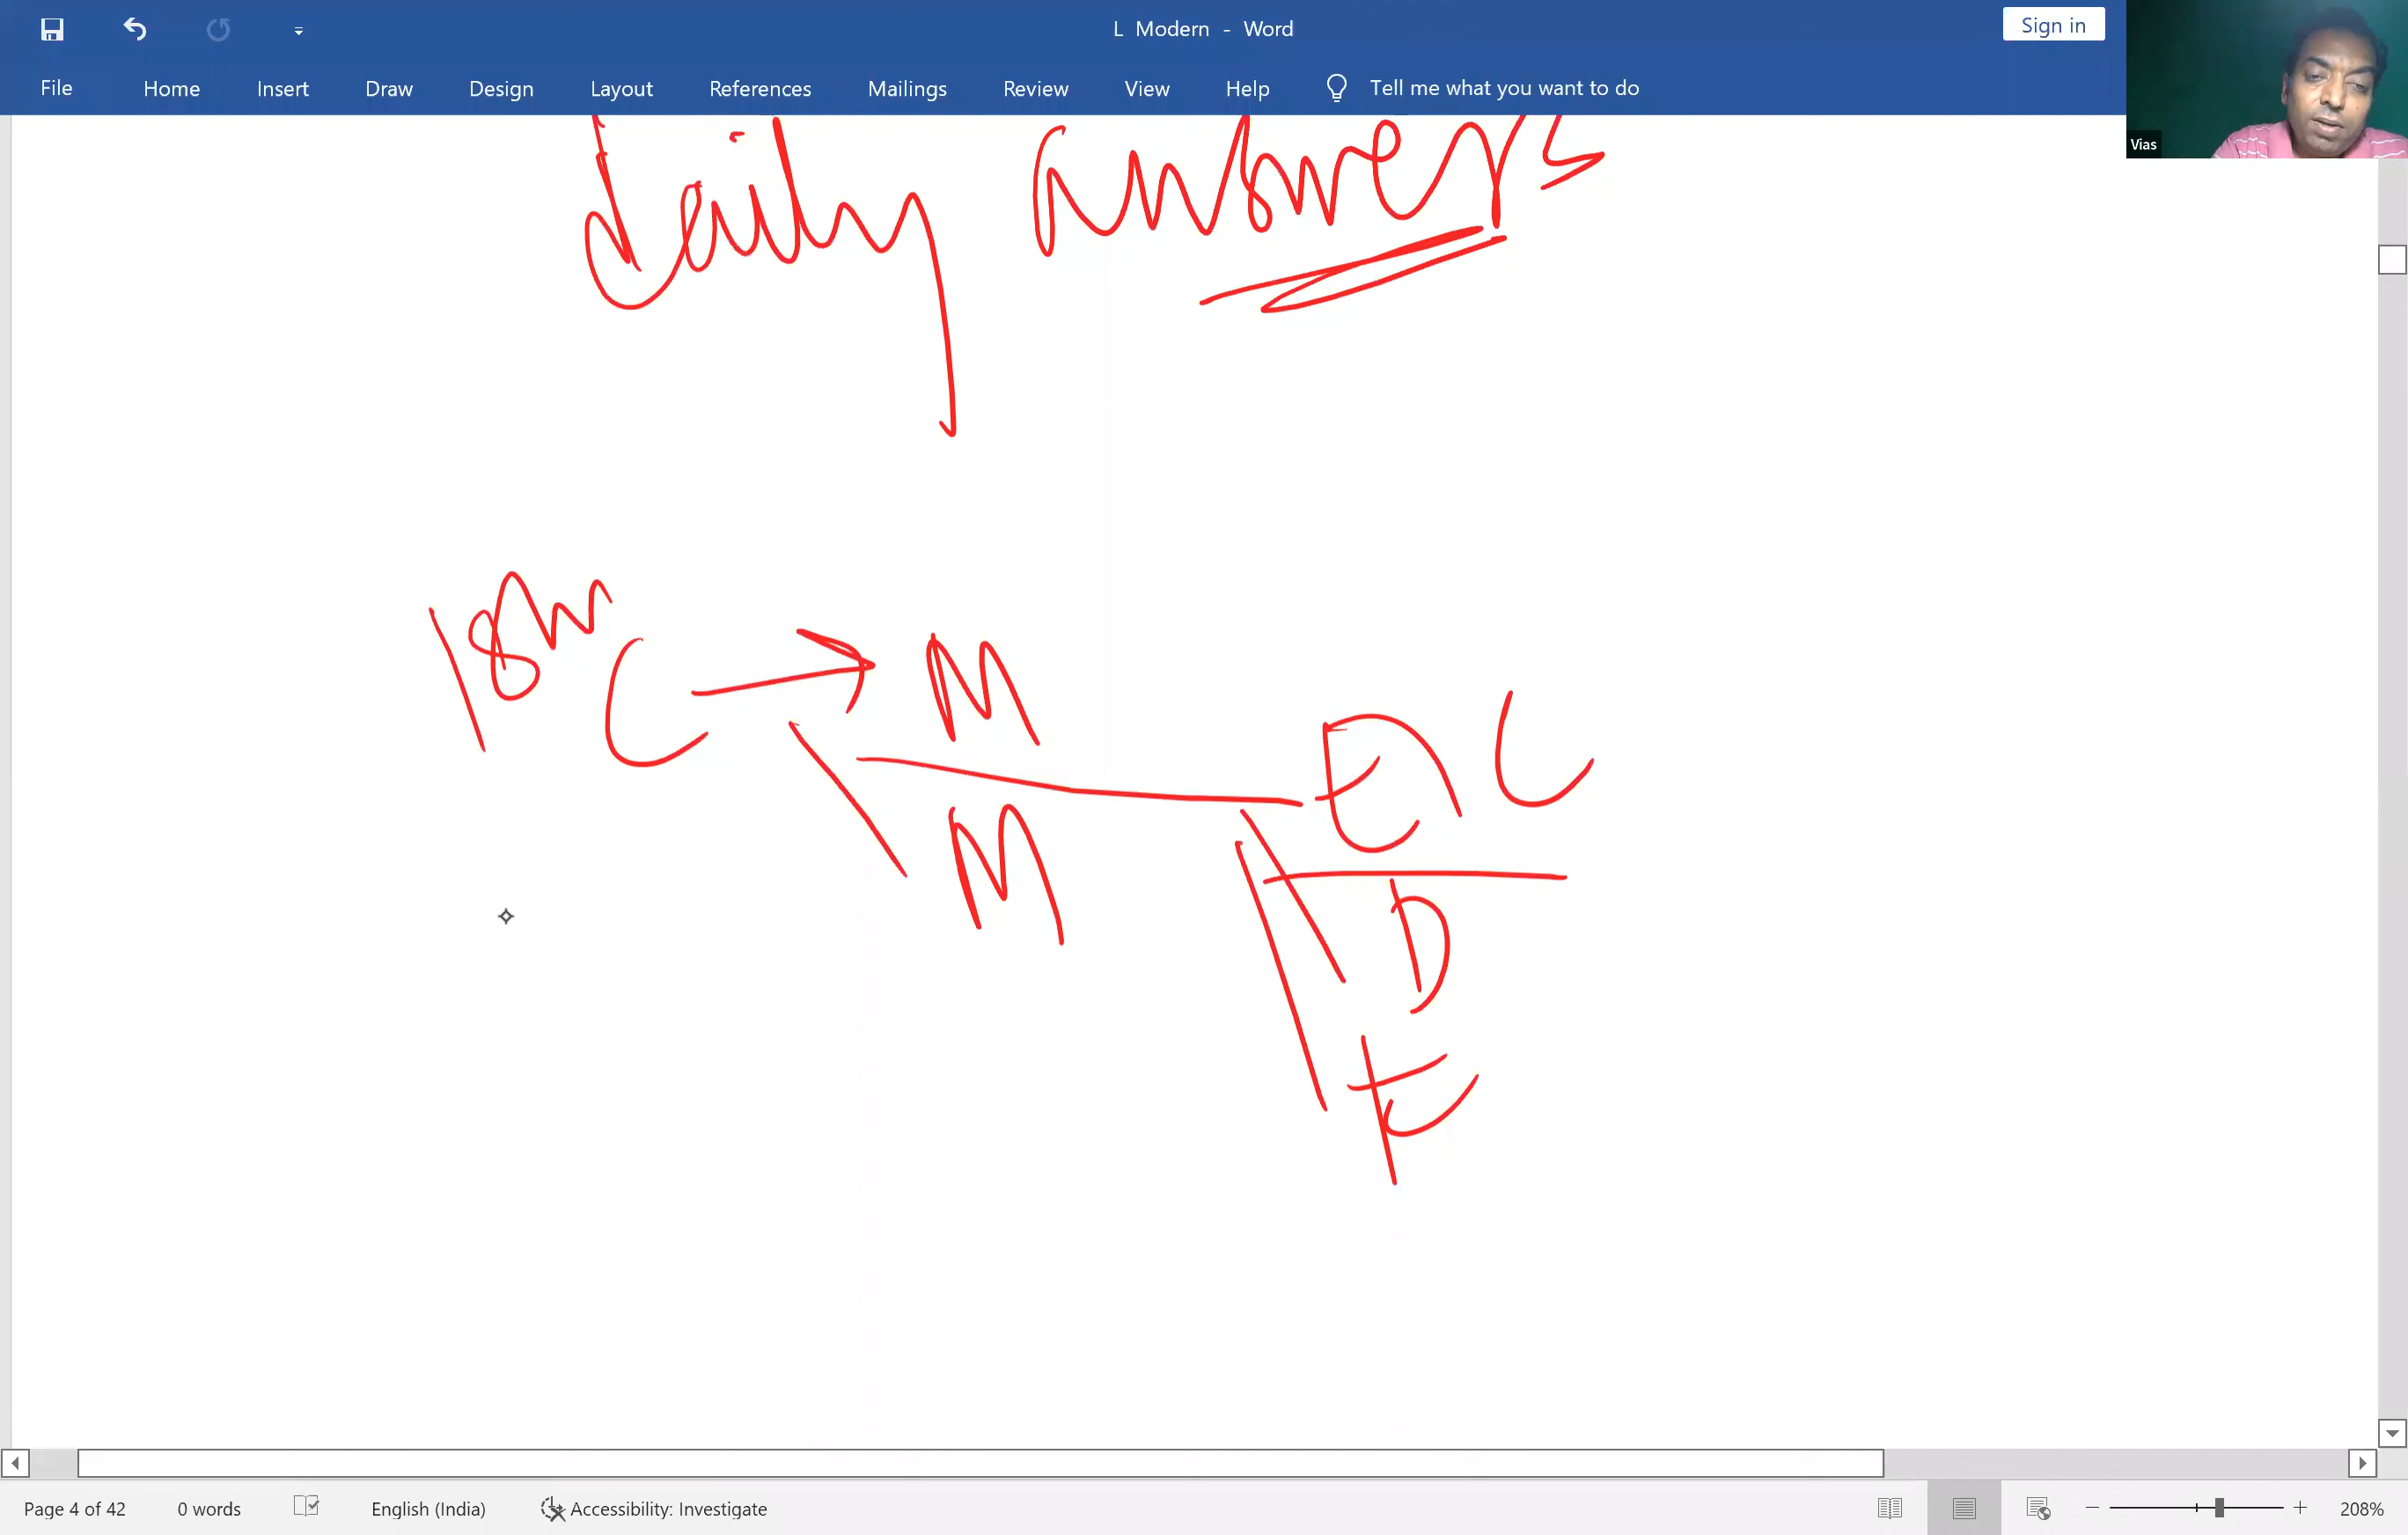 L Modern - Word
Sign in
File Home Insert Draw Design Layout References Mailings Review View Help Tell me what you want to do
Vias
daily answers
18m
C → M
M
C
D
Page 4 of 42 0 words English (India) Accessibility: Investigate 208%